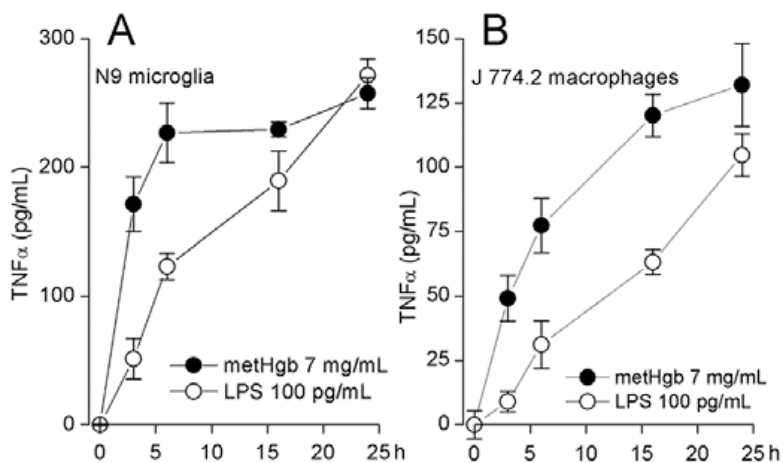 A
N9 microglia
300
200
100
0
TNFα (pg/mL)
metHgb 7 mg/mL
LPS 100 pg/mL
0 5 10 15 20 25 h
B
J 774.2 macrophages
150
125
100
75
50
25
0
TNFα (pg/mL)
metHgb 7 mg/mL
LPS 100 pg/mL
0 5 10 15 20 25 h